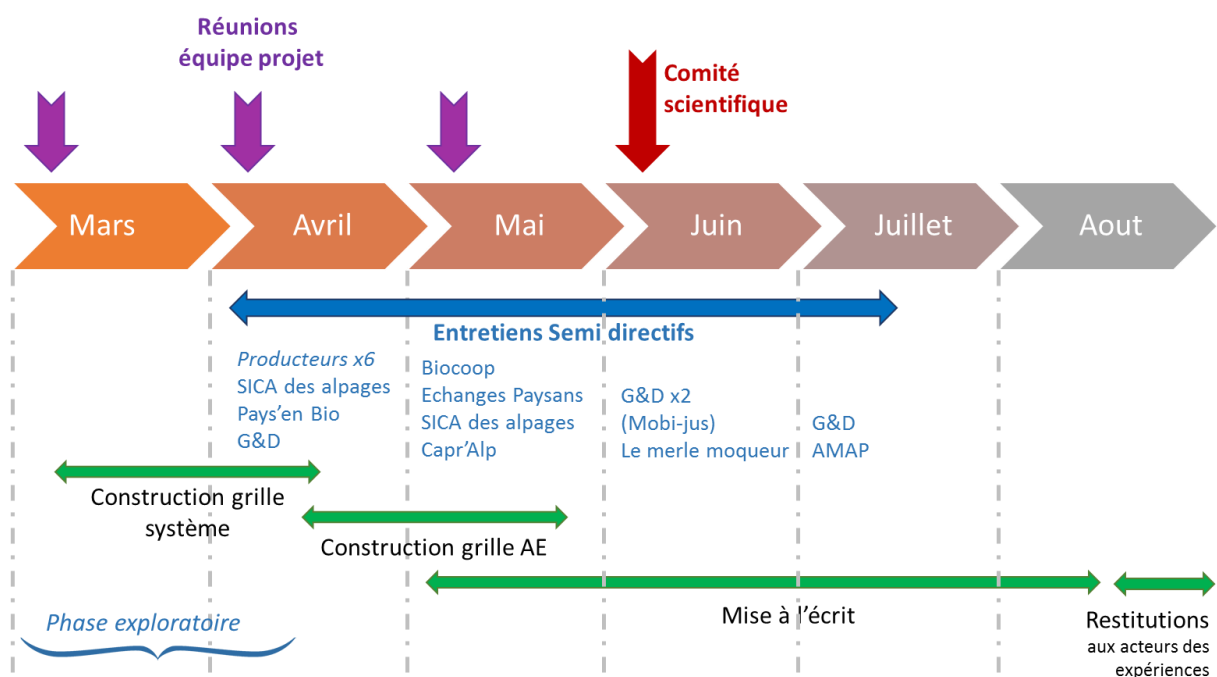 Réunions
équipe projet
Comité
scientifique
Mars
Avril
Mai
Juin
Juillet
Aout
Entretiens Semi directifs
Producteurs x6
SICA des alpages
Pays'en Bio
G&D
Biocoop
Echanges Paysans
SICA des alpages
Capr'Alp
G&D x2
(Mobi-jus)
Le merle moqueur
G&D
AMAP
Construction grille
système
Construction grille AE
Mise à l'écrit
Restitutions
aux acteurs des
expériences
Phase exploratoire